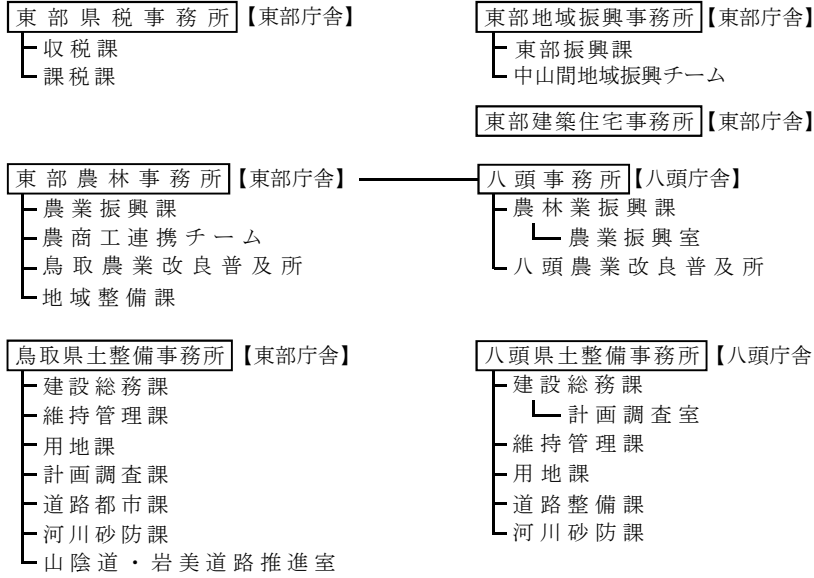 東部県税事務所【東部庁舎】
収税課
課税課
東部地域振興事務所【東部庁舎】
東部振興課
中山間地域振興チーム
東部建築住宅事務所【東部庁舎】
東部農林事務所【東部庁舎】
農業振興課
農商工連携チーム
鳥取農業改良普及所
地域整備課
八頭事務所【八頭庁舎】
農林業振興課
農業振興室
八頭農業改良普及所
鳥取県土整備事務所【東部庁舎】
建設総務課
維持管理課
用地課
計画調査課
道路都市課
河川砂防課
山陰道・岩美道路推進室
八頭県土整備事務所【八頭庁舎
建設総務課
計画調査室
維持管理課
用地課
道路整備課
河川砂防課